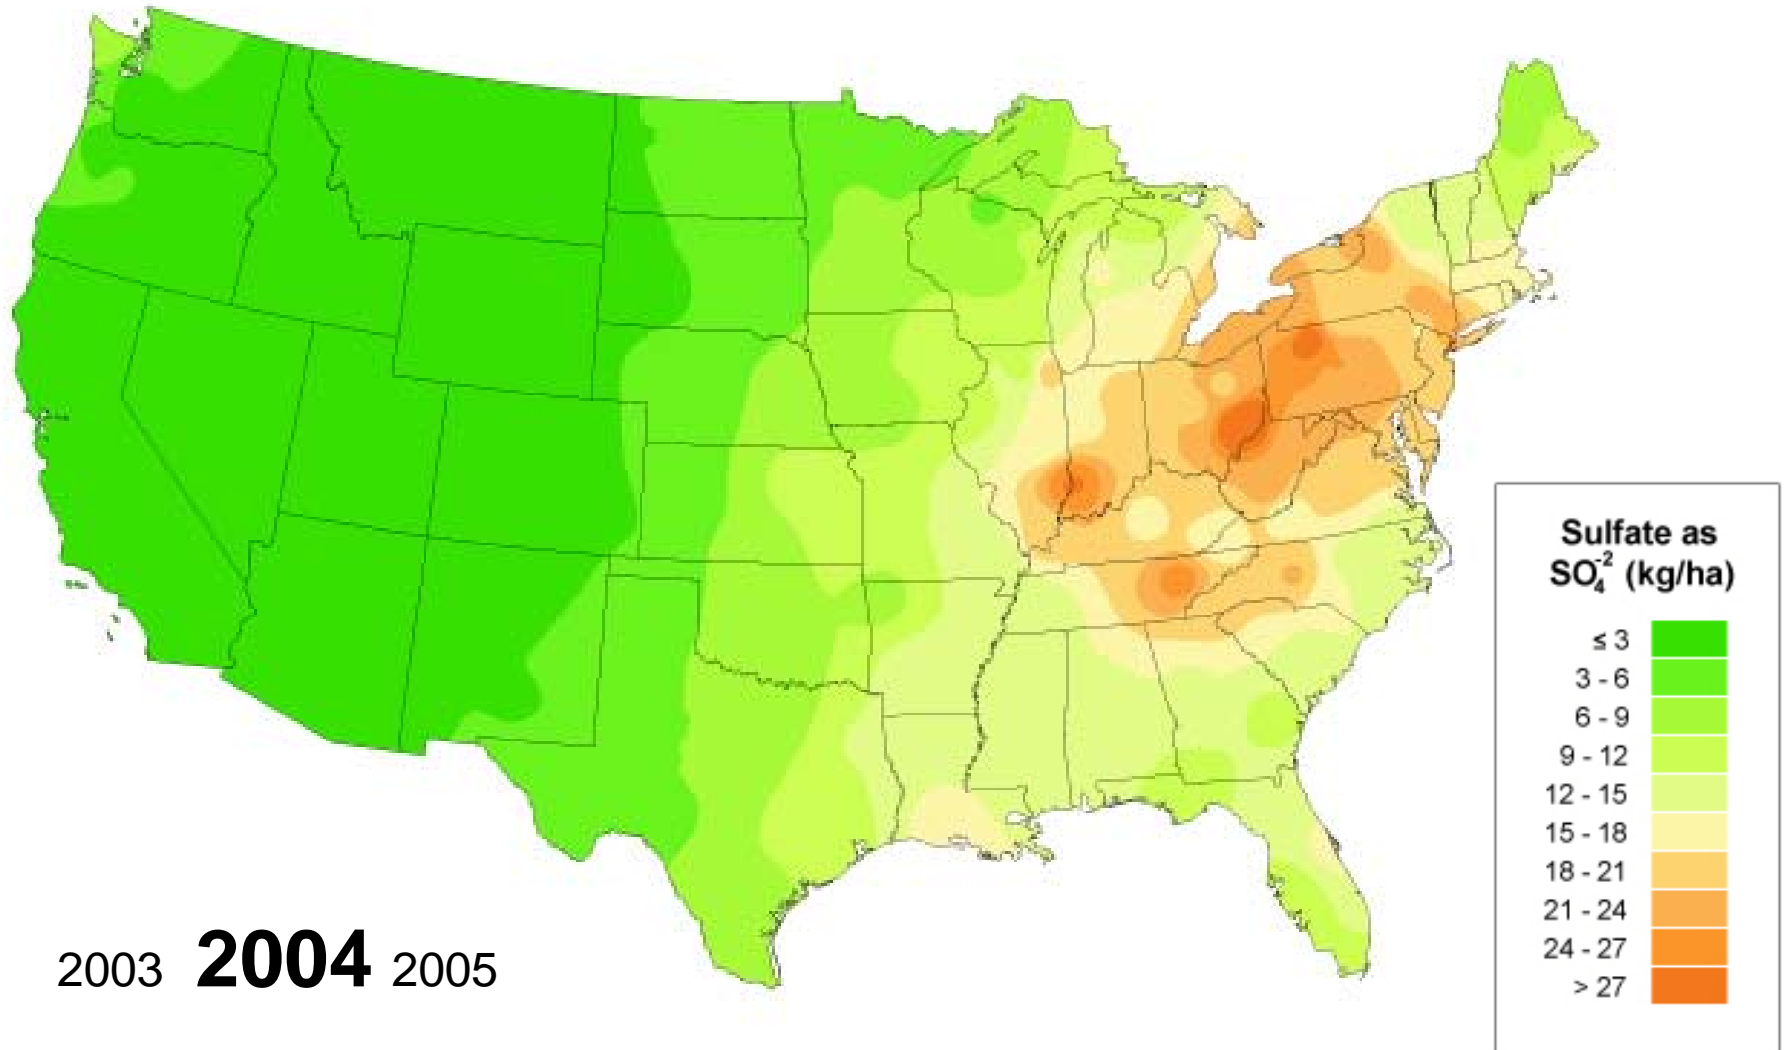 Sulfate as
SO₄⁻² (kg/ha)
≤ 3
3 - 6
6 - 9
9 - 12
12 - 15
15 - 18
18 - 21
21 - 24
24 - 27
> 27
2003 2004 2005